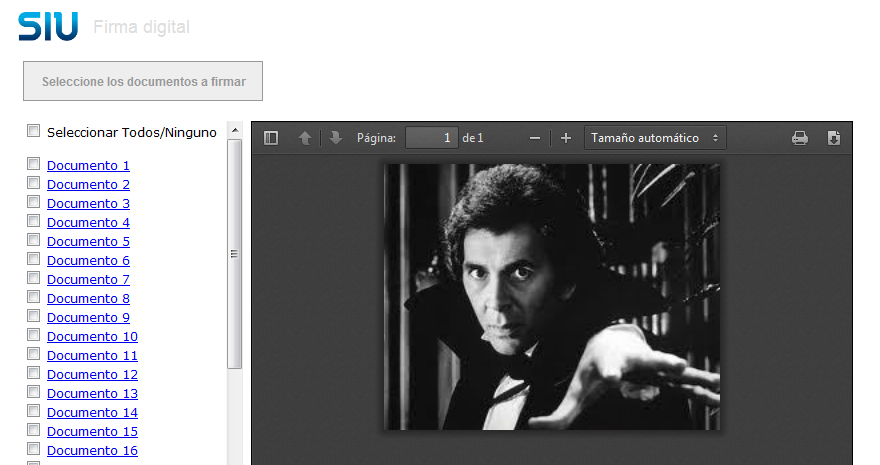 SIU Firma digital
Seleccione los documentos a firmar
Seleccionar Todos/Ninguno
Documento 1
Documento 2
Documento 3
Documento 4
Documento 5
Documento 6
Documento 7
Documento 8
Documento 9
Documento 10
Documento 11
Documento 12
Documento 13
Documento 14
Documento 15
Documento 16
Página: 1 de 1 Tamaño automático